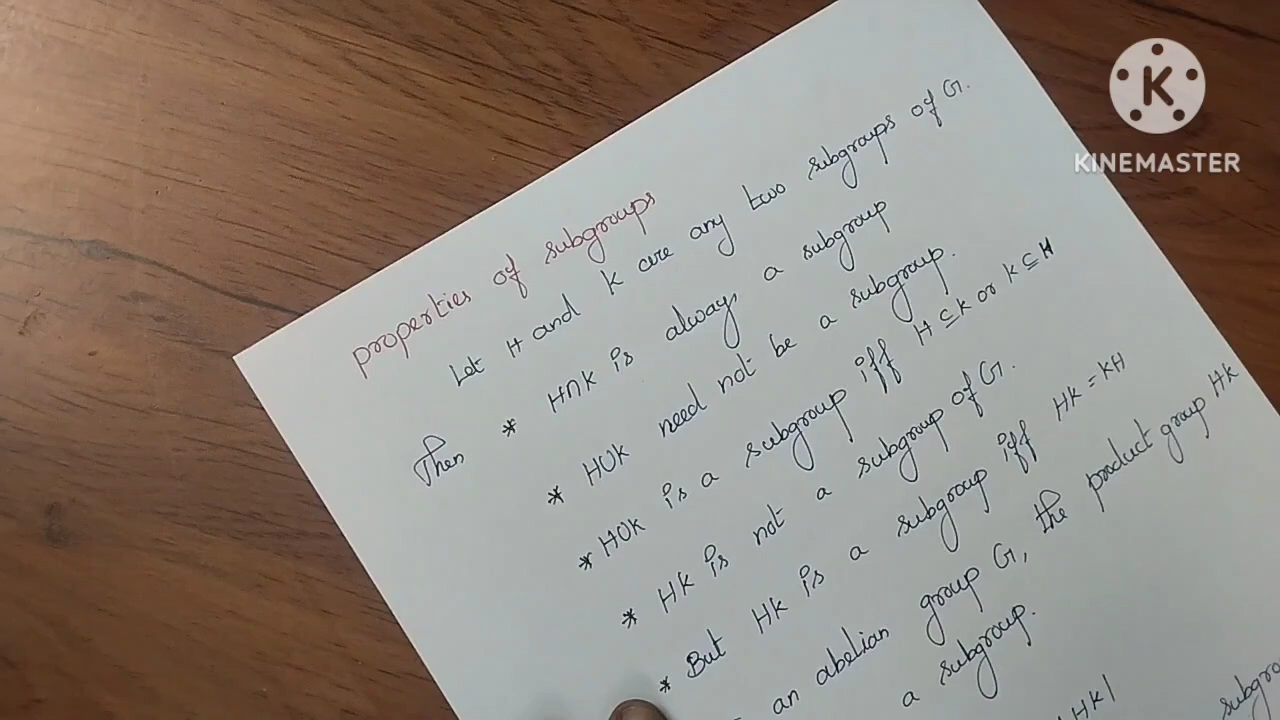 properties of subgroups
Let H and K are any two subgroups of G.
Then * H∩K is always a subgroup
* H∪K need not be a subgroup.
* H∪K is a subgroup iff H ⊆ K or K ⊆ H
* HK is not a subgroup of G.
* But HK is a subgroup iff HK = KH
an abelian group G, the product group HK
a subgroup.
HK|
subgro
K
KINEMASTER